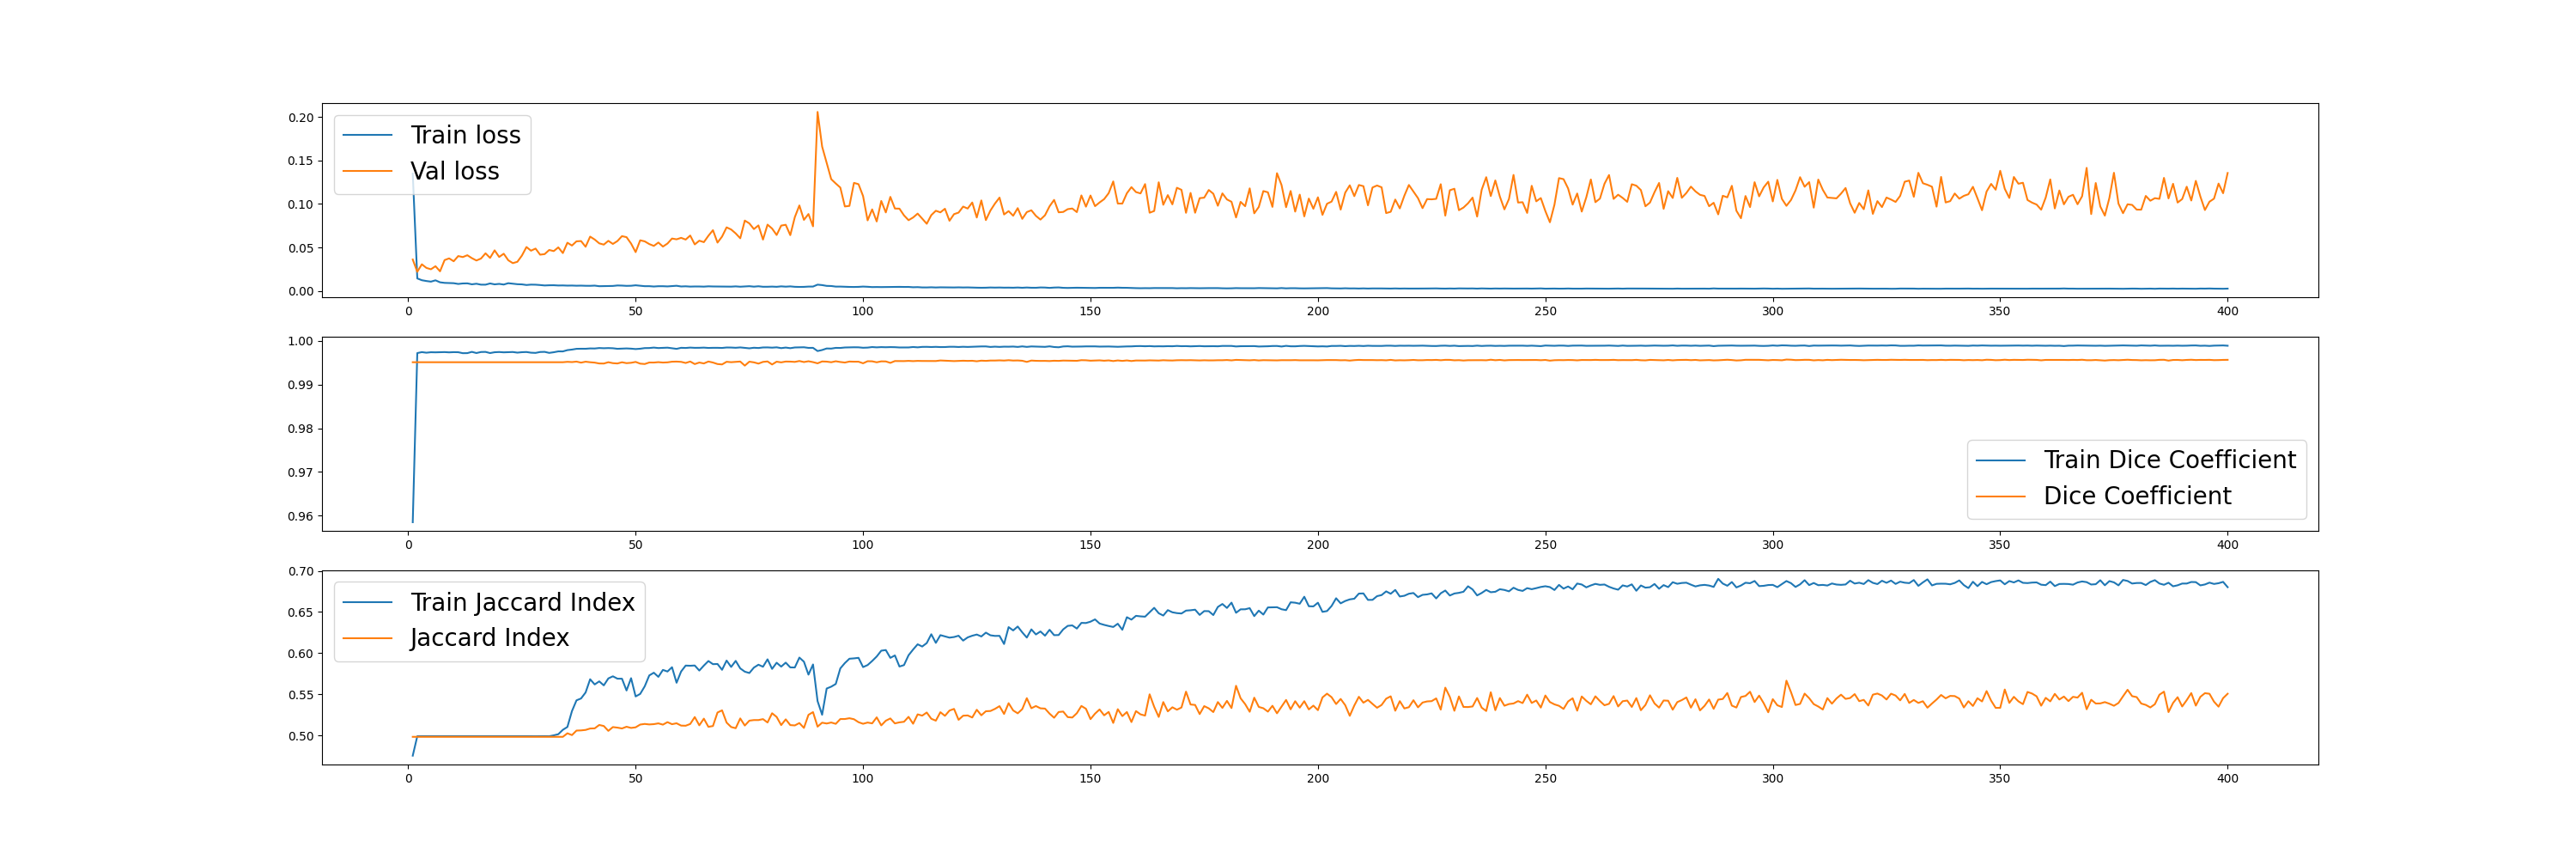 0.20
0.15
0.10
0.05
0.00
Train loss
Val loss
0 50 100 150 200 250 300 350 400
1.00
0.99
0.98
0.97
0.96
Train Dice Coefficient
Dice Coefficient
0 50 100 150 200 250 300 350 400
0.70
0.65
0.60
0.55
0.50
Train Jaccard Index
Jaccard Index
0 50 100 150 200 250 300 350 400